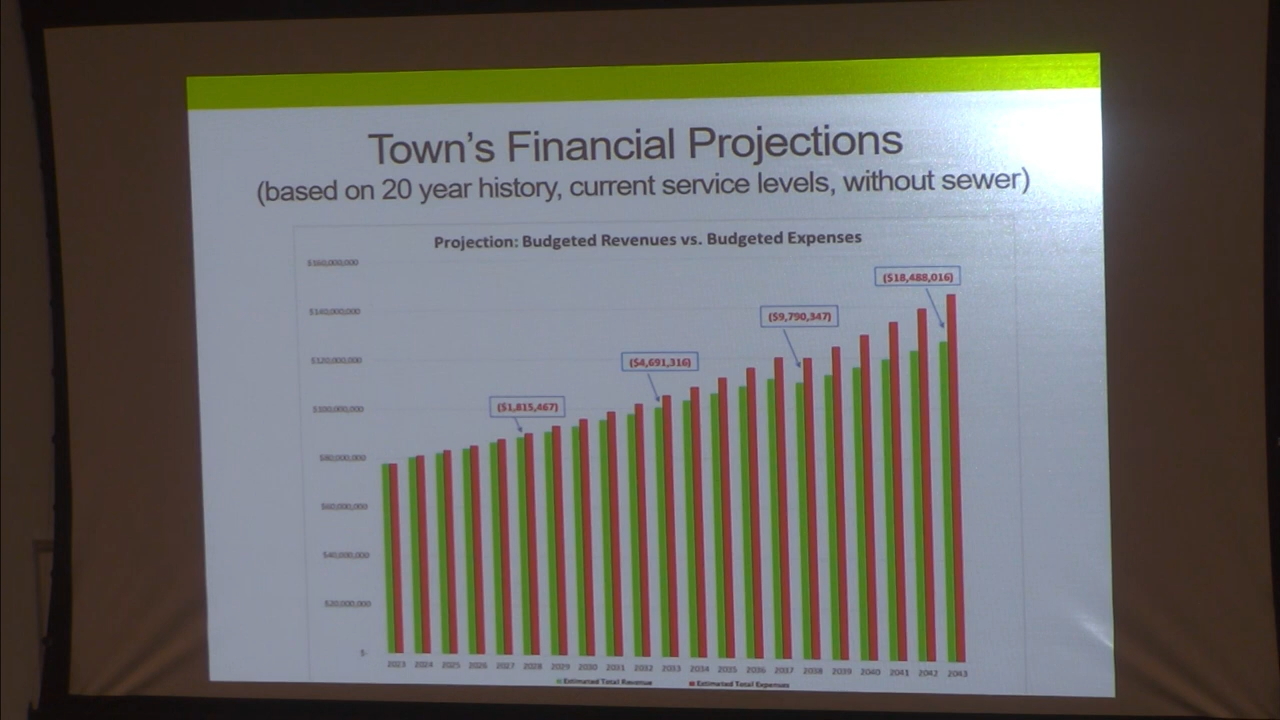 Town's Financial Projections
(based on 20 year history, current service levels, without sewer)
Projection: Budgeted Revenues vs. Budgeted Expenses
$160,000,000
$140,000,000
$120,000,000
$100,000,000
$80,000,000
$60,000,000
$40,000,000
$20,000,000
$-
($1,815,467)
($4,691,316)
($9,790,347)
($18,488,016)
2023 2024 2025 2026 2027 2028 2029 2030 2031 2032 2033 2034 2035 2036 2037 2038 2039 2040 2041 2042 2043
Estimated Total Revenue Estimated Total Expenses